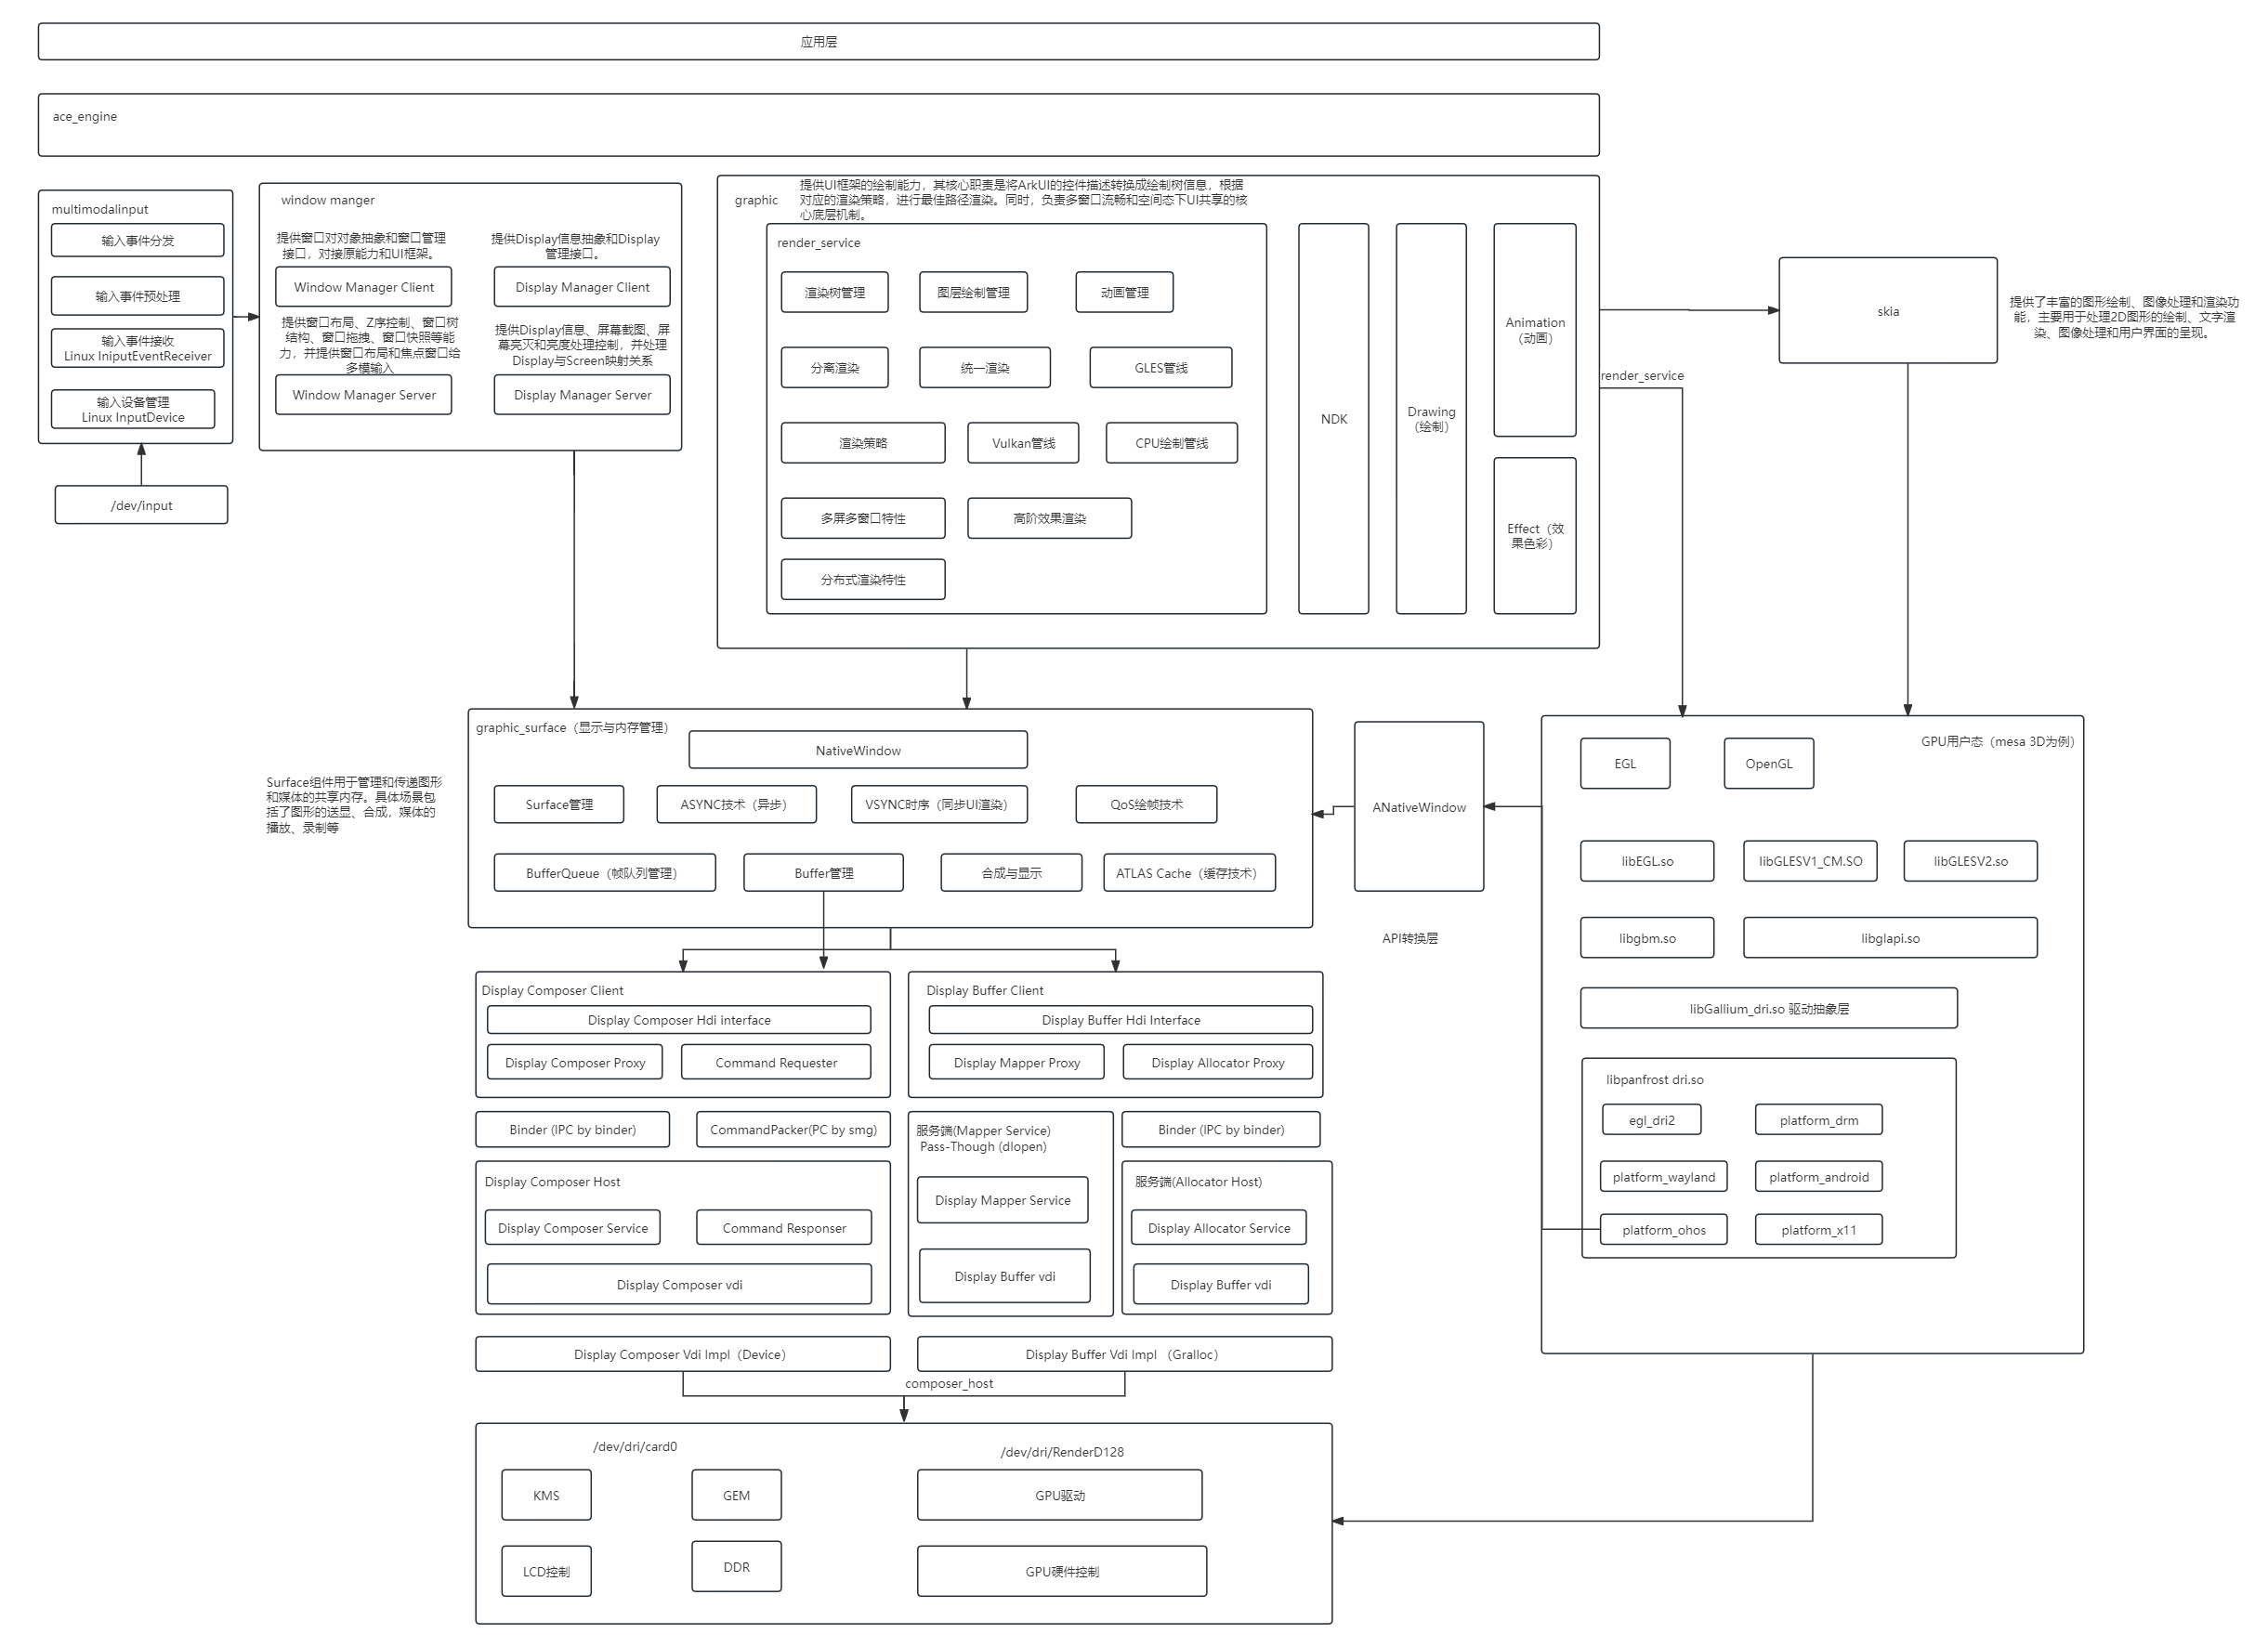 应用层
ace_engine
multimodalinput
输入事件分发
输入事件预处理
输入事件接收
Linux IniputEventReceiver
输入设备管理
Linux InputDevice
/dev/input
window manger
提供窗口对对象抽象和窗口管理
接口，对接原能力和UI框架。
Window Manager Client
提供窗口布局、Z序控制、窗口树
结构、窗口拖拽、窗口快照等能
力，并提供窗口布局和焦点窗口给
多模输入
Window Manager Server
提供Display信息抽象和Display
管理接口。
Display Manager Client
提供Display信息、屏幕截图、屏
幕亮灭和亮度处理控制，并处理
Display与Screen映射关系
Display Manager Server
graphic
提供UI框架的绘制能力，其核心职责是将ArkUI的控件描述转换成绘制树信息，根据
对应的渲染策略，进行最佳路径渲染。同时，负责多窗口流畅和空间态下UI共享的核
心底层机制。
render_service
渲染树管理
图层绘制管理
动画管理
分离渲染
统一渲染
GLES管线
渲染策略
Vulkan管线
CPU绘制管线
多屏多窗口特性
高阶效果渲染
分布式渲染特性
NDK
Drawing
（绘制）
Animation
（动画）
Effect（效
果色彩）
render_service
skia
提供了丰富的图形绘制、图像处理和渲染功
能，主要用于处理2D图形的绘制、文字渲
染、图像处理和用户界面的呈现。
Surface组件用于管理和传递图形
和媒体的共享内存。具体场景包
括了图形的送显、合成，媒体的
播放、录制等
graphic_surface（显示与内存管理）
NativeWindow
Surface管理
ASYNC技术（异步）
VSYNC时序（同步UI渲染）
QoS绘帧技术
BufferQueue（帧队列管理）
Buffer管理
合成与显示
ATLAS Cache（缓存技术）
ANativeWindow
API转换层
GPU用户态（mesa 3D为例）
EGL
OpenGL
libEGL.so
libGLESV1_CM.SO
libGLESV2.so
libgbm.so
libglapi.so
libGallium_dri.so 驱动抽象层
libpanfrost dri.so
egl_dri2
platform_drm
platform_wayland
platform_android
platform_ohos
platform_x11
Display Composer Client
Display Composer Hdi interface
Display Composer Proxy
Command Requester
Display Buffer Client
Display Buffer Hdi Interface
Display Mapper Proxy
Display Allocator Proxy
Binder (IPC by binder)
CommandPacker(PC by smg)
服务端(Mapper Service)
Pass-Though (dlopen)
Display Mapper Service
Display Buffer vdi
Binder (IPC by binder)
Display Composer Host
Display Composer Service
Command Responser
Display Composer vdi
服务端(Allocator Host)
Display Allocator Service
Display Buffer vdi
Display Composer Vdi Impl（Device）
Display Buffer Vdi Impl （Gralloc）
composer_host
/dev/dri/card0
/dev/dri/RenderD128
KMS
GEM
GPU驱动
LCD控制
DDR
GPU硬件控制